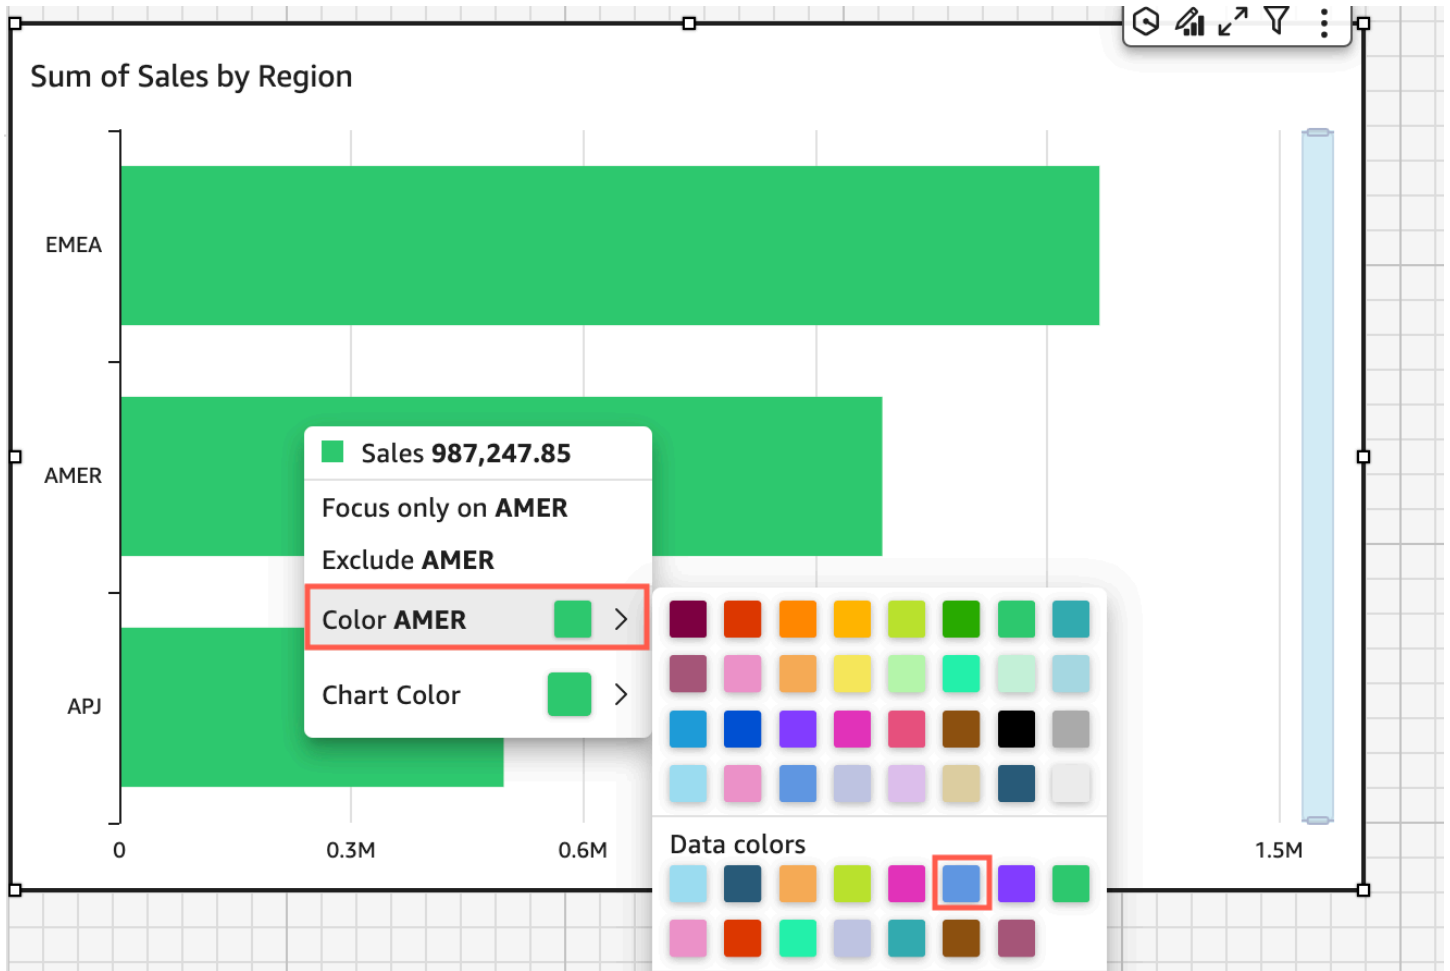 Sum of Sales by Region
EMEA
AMER
APJ
Sales 987,247.85
Focus only on AMER
Exclude AMER
Color AMER
Chart Color
Data colors
0
0.3M
0.6M
1.5M